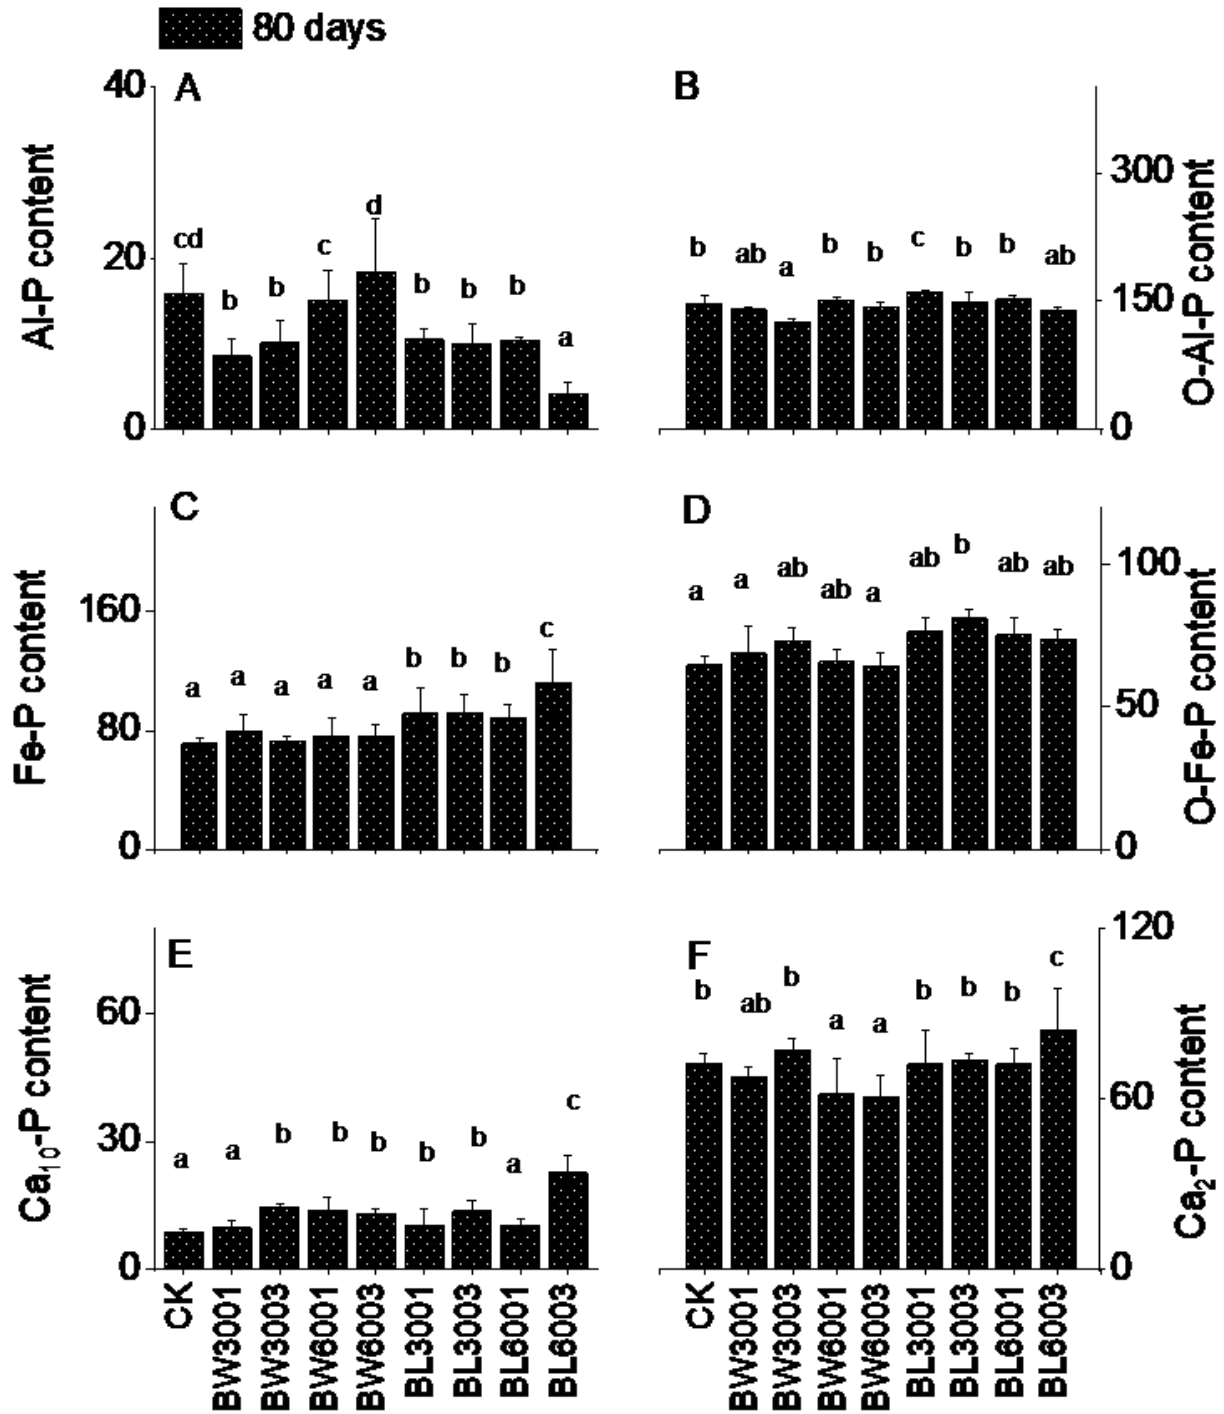 80 days
A
40
20
0
Al-P content
cd
b
b
c
d
b
b
b
a
B
300
150
0
O-Al-P content
b
ab
a
b
b
c
b
b
ab
C
160
80
0
Fe-P content
a
a
a
a
a
b
b
b
c
D
100
50
0
O-Fe-P content
a
a
ab
ab
a
ab
b
ab
ab
E
60
30
0
Ca₁₀-P content
a
a
b
b
b
b
b
a
c
CK
BW3001
BW3003
BW6001
BW6003
BL3001
BL3003
BL6001
BL6003
F
120
60
0
Ca₂-P content
b
ab
b
a
a
b
b
b
c
CK
BW3001
BW3003
BW6001
BW6003
BL3001
BL3003
BL6001
BL6003